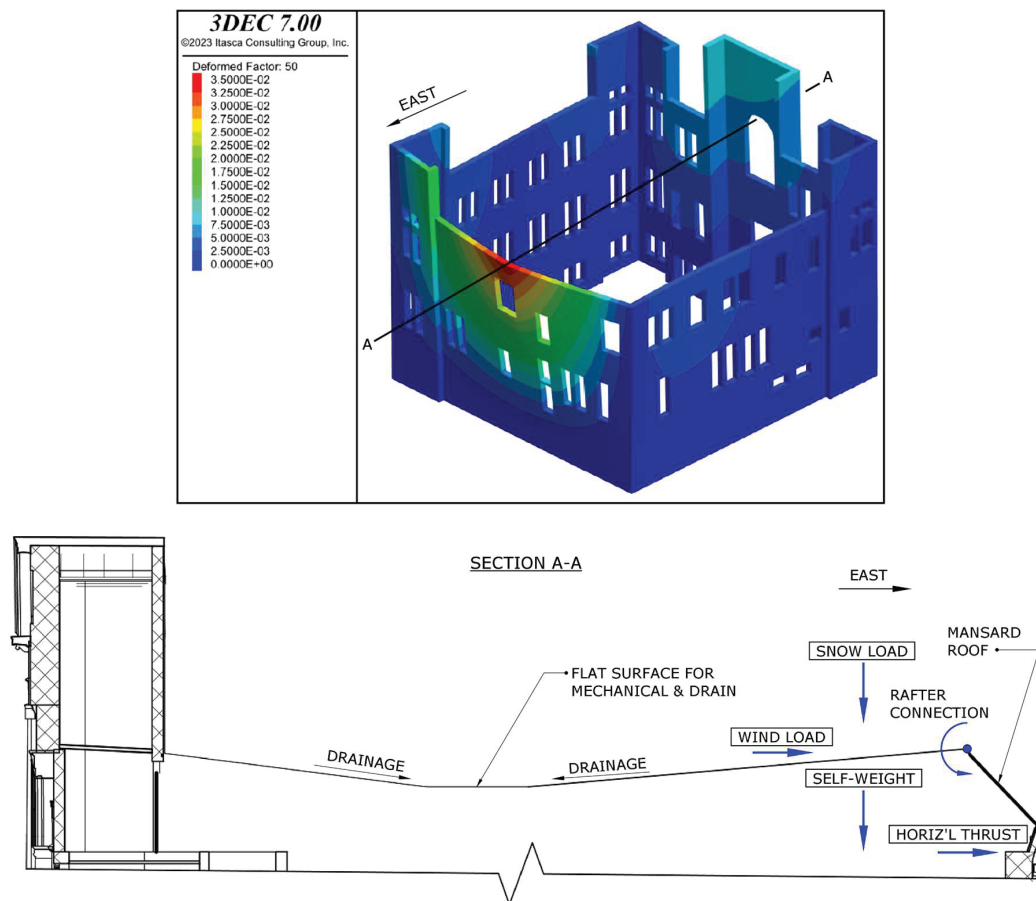 3DEC 7.00
©2023 Itasca Consulting Group, Inc.
Deformed Factor: 50
3.5000E-02
3.2500E-02
3.0000E-02
2.7500E-02
2.5000E-02
2.2500E-02
2.0000E-02
1.7500E-02
1.5000E-02
1.2500E-02
1.0000E-02
7.5000E-03
5.0000E-03
2.5000E-03
0.0000E+00
EAST
A
A
SECTION A-A
EAST
SNOW LOAD
MANSARD
ROOF
FLAT SURFACE FOR
MECHANICAL & DRAIN
RAFTER
CONNECTION
WIND LOAD
DRAINAGE
DRAINAGE
SELF-WEIGHT
HORIZ'L THRUST